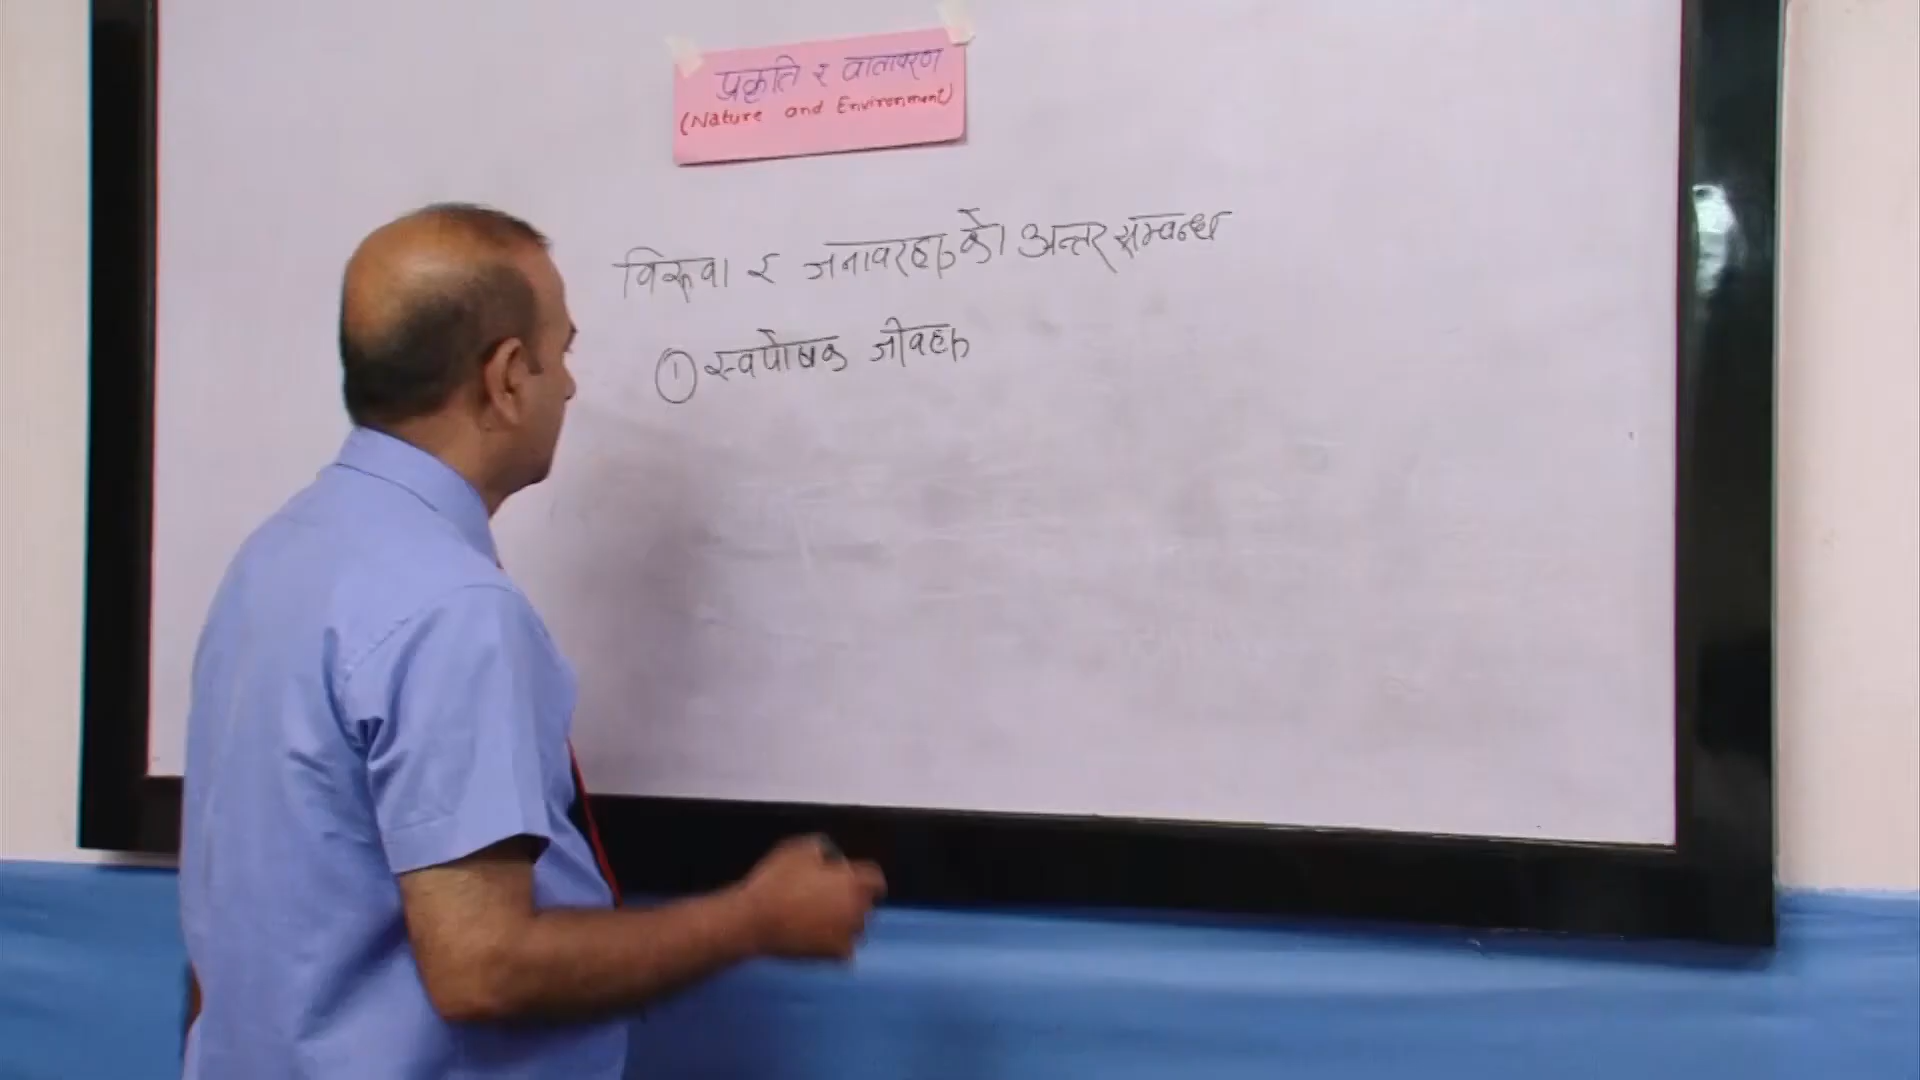 प्रकृति र वातावरण
(Nature and Environment)
विरूवा र जनावरहरूको अन्तरसम्बन्ध
① स्वपोषक जीवहरू